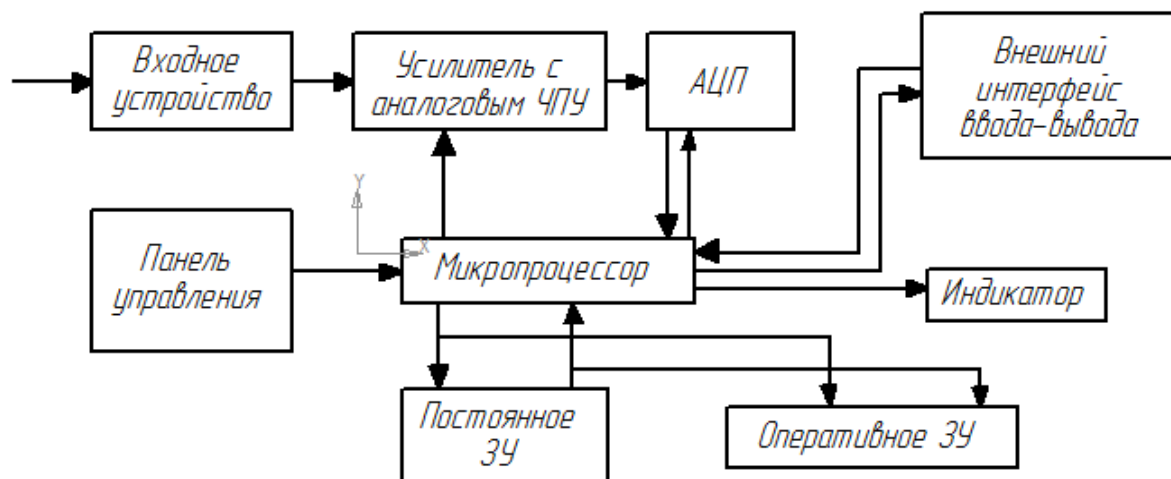 Входное
устройство
Усилитель с
аналоговым ЧПУ
АЦП
Внешний
интерфейс
ввода-вывода
Y
X
Панель
управления
Микропроцессор
Индикатор
Постоянное
ЗУ
Оперативное ЗУ